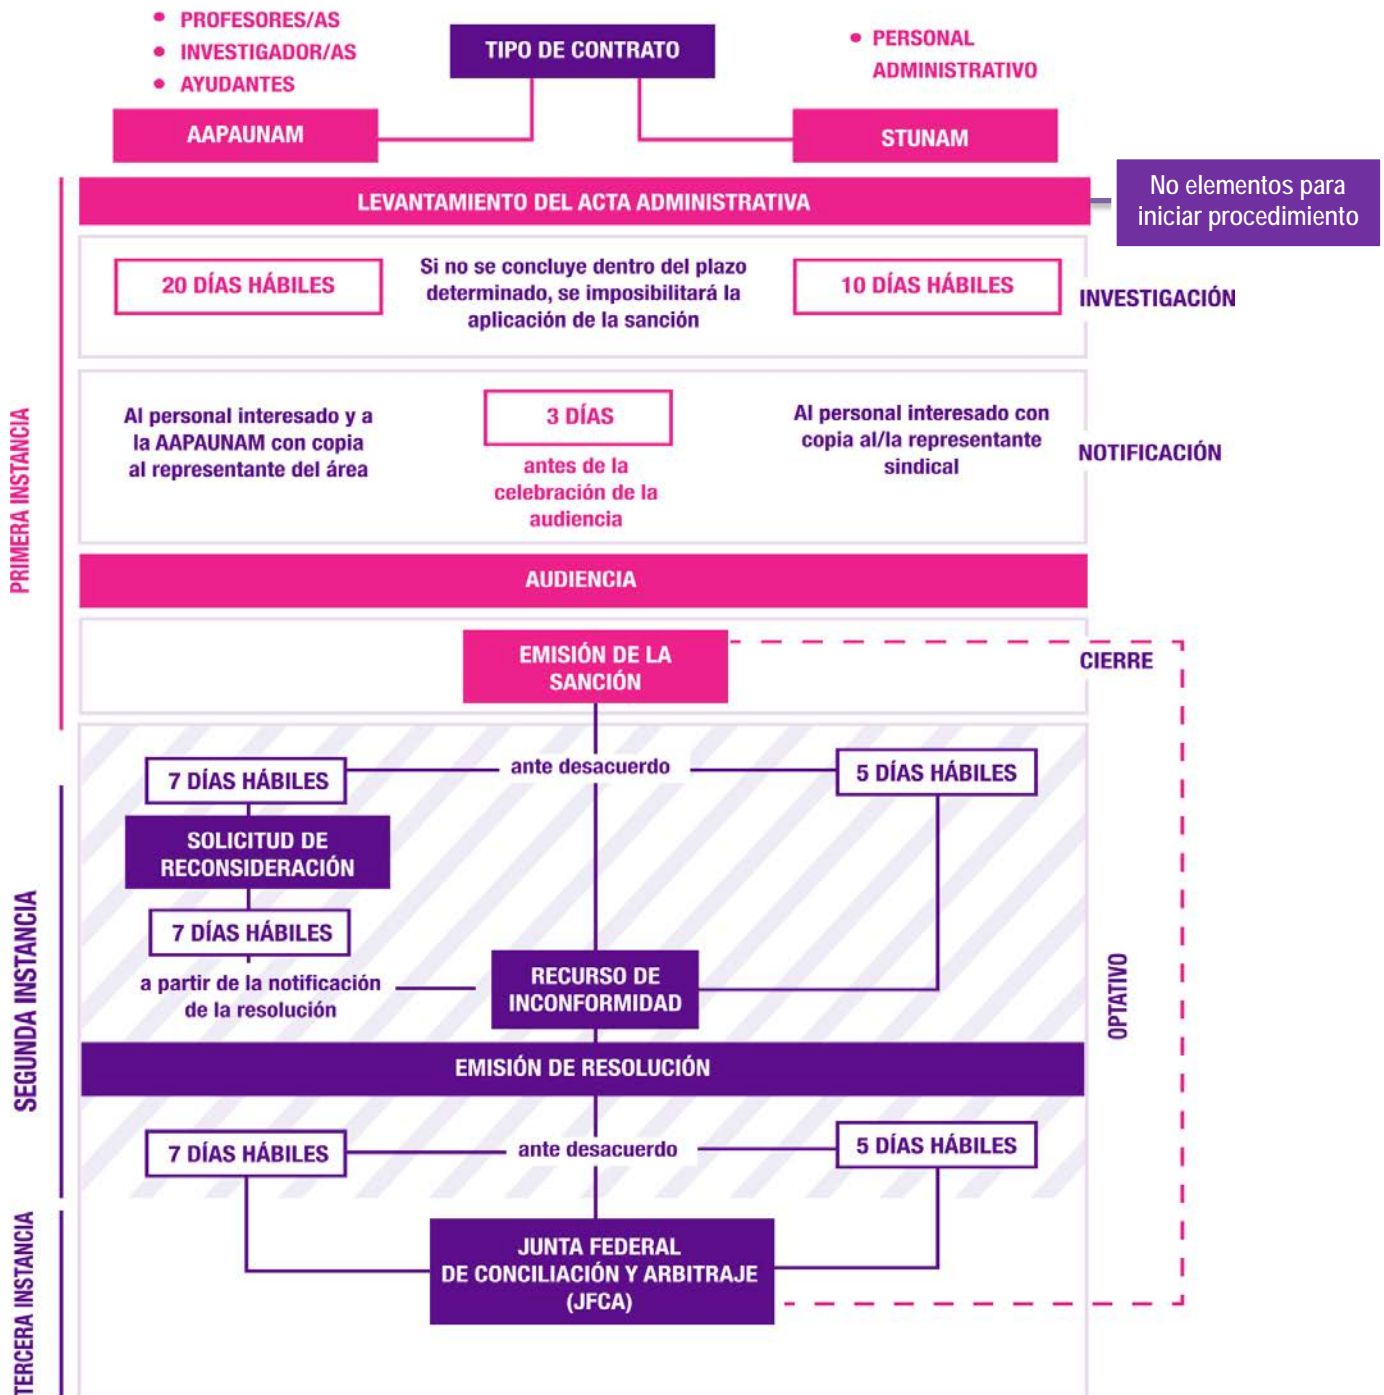 • PROFESORES/AS
• INVESTIGADOR/AS
• AYUDANTES
TIPO DE CONTRATO
• PERSONAL
ADMINISTRATIVO
AAPAUNAM
STUNAM
LEVANTAMIENTO DEL ACTA ADMINISTRATIVA
No elementos para
iniciar procedimiento
20 DÍAS HÁBILES
Si no se concluye dentro del plazo
determinado, se imposibilitará la
aplicación de la sanción
10 DÍAS HÁBILES
INVESTIGACIÓN
Al personal interesado y a
la AAPAUNAM con copia
al representante del área
3 DÍAS
antes de la
celebración de la
audiencia
Al personal interesado con
copia al/la representante
sindical
NOTIFICACIÓN
PRIMERA INSTANCIA
AUDIENCIA
EMISIÓN DE LA
SANCIÓN
CIERRE
7 DÍAS HÁBILES
ante desacuerdo
5 DÍAS HÁBILES
SOLICITUD DE
RECONSIDERACIÓN
7 DÍAS HÁBILES
a partir de la notificación
de la resolución
RECURSO DE
INCONFORMIDAD
SEGUNDA INSTANCIA
OPTATIVO
EMISIÓN DE RESOLUCIÓN
7 DÍAS HÁBILES
ante desacuerdo
5 DÍAS HÁBILES
JUNTA FEDERAL
DE CONCILIACIÓN Y ARBITRAJE
(JFCA)
TERCERA INSTANCIA